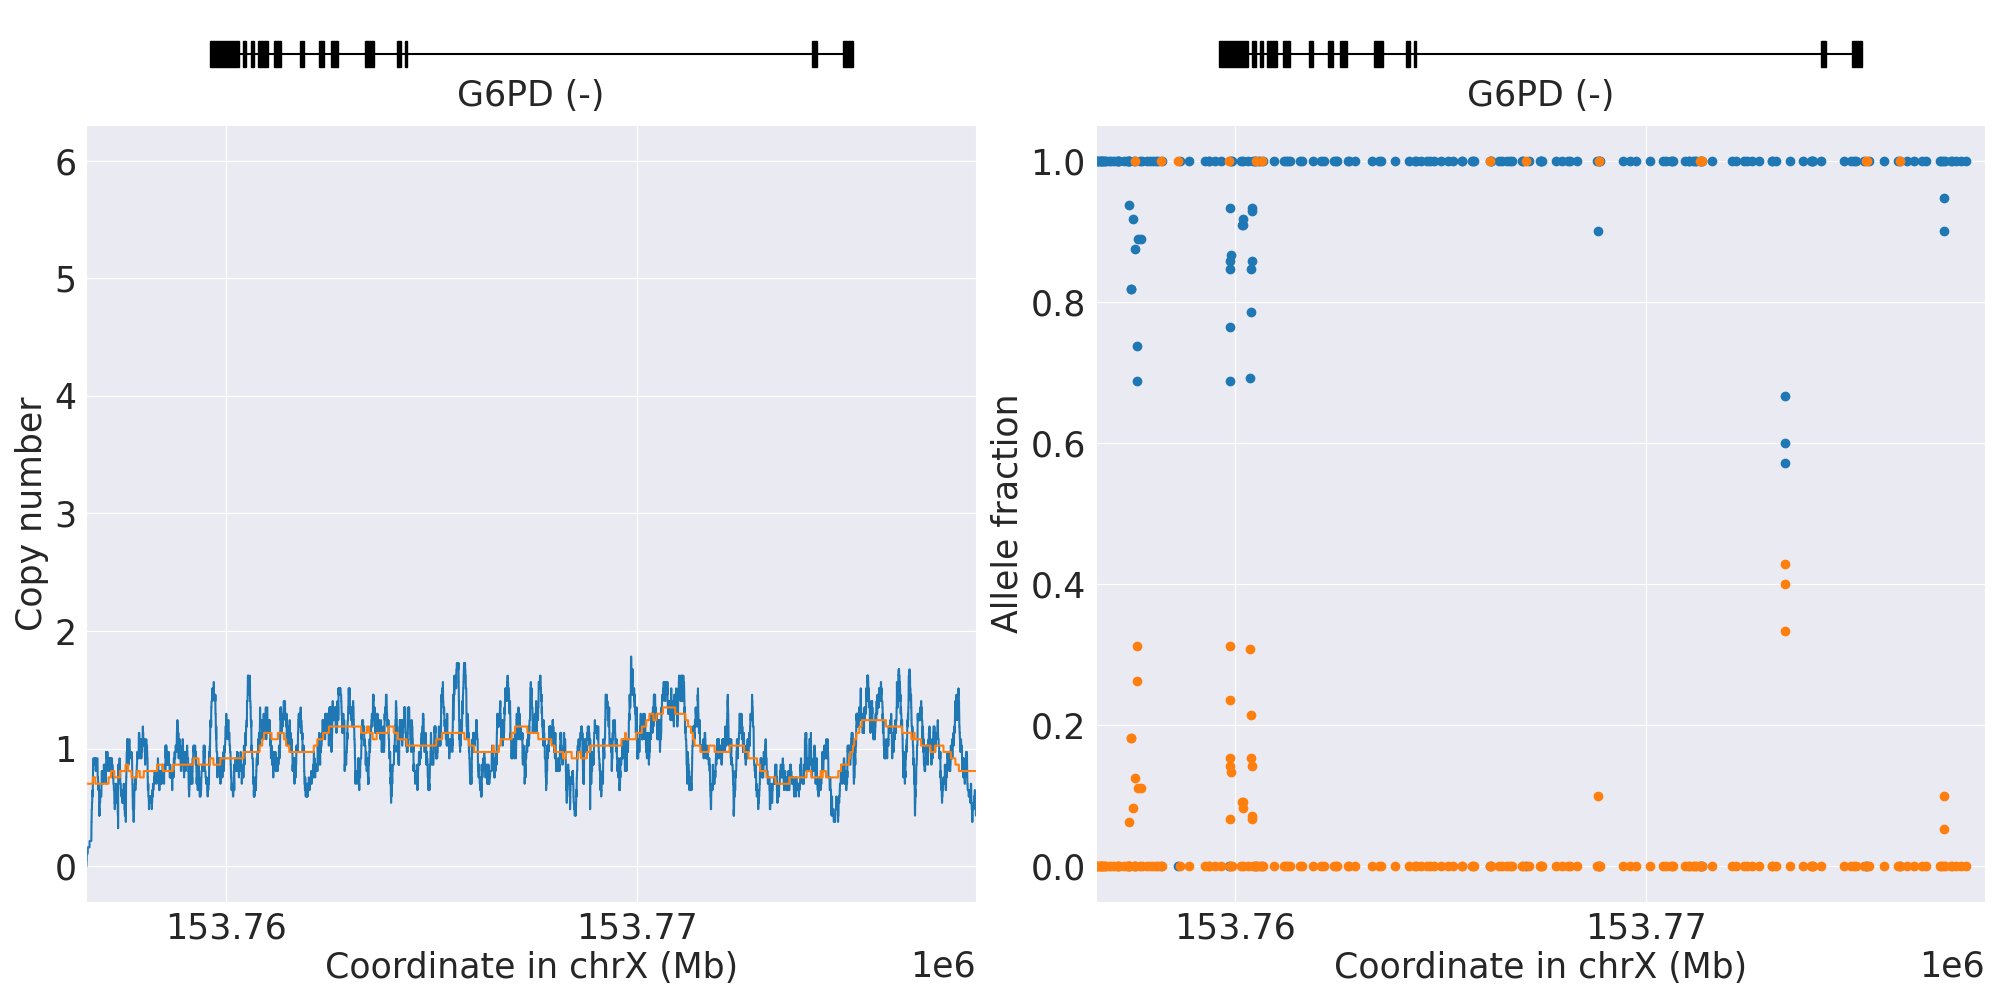 G6PD (-)
6
5
4
3
2
1
0
Copy number
153.76
153.77
Coordinate in chrX (Mb)
1e6
G6PD (-)
1.0
0.8
0.6
0.4
0.2
0.0
Allele fraction
153.76
153.77
Coordinate in chrX (Mb)
1e6